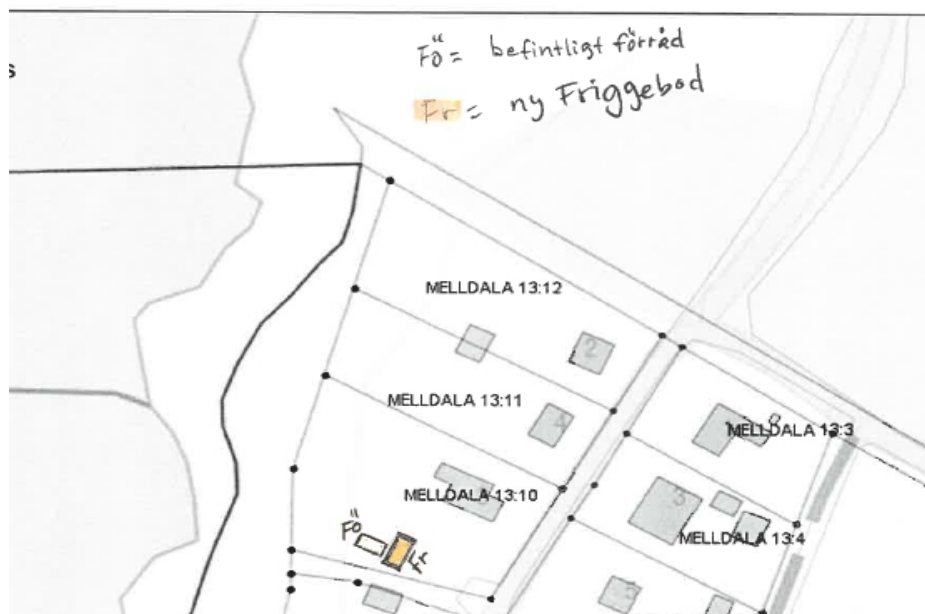 Fö = befintligt förråd
Fr = ny Friggebod
s
MELLDALA 13:12
2
MELLDALA 13:11
4
MELLDALA 13:3
MELLDALA 13:10
3
MELLDALA 13:4
Fö
Fr
5